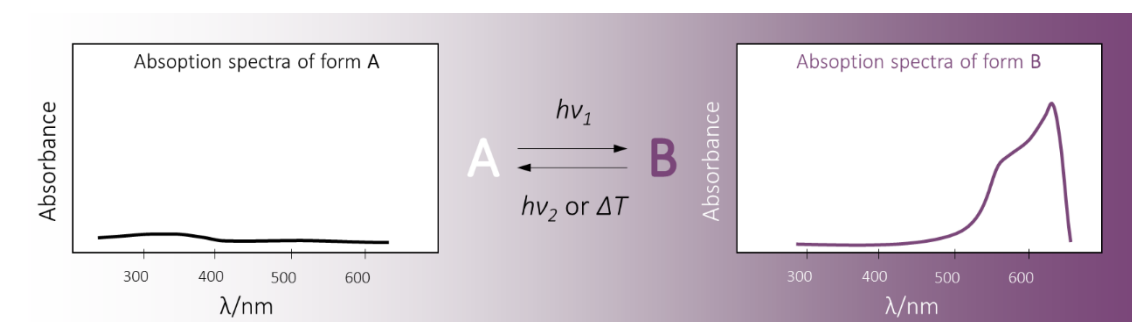 Absoption spectra of form A
Absorbance
300 400 500 600
λ/nm
hν1
A B
hν2 or ΔT
Absoption spectra of form B
Absorbance
300 400 500 600
λ/nm